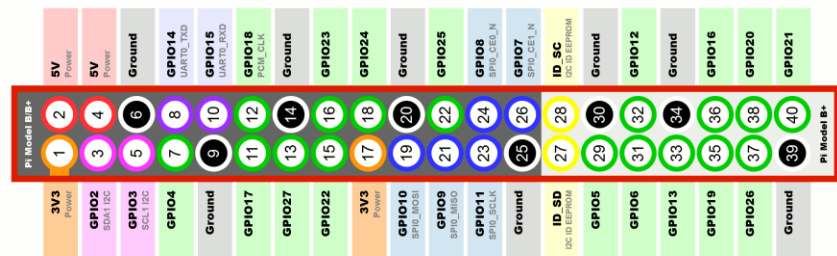 5V
Power
5V
Power
Ground
GPIO14
UART0_TXD
GPIO15
UART0_RXD
GPIO18
PCM_CLK
Ground
GPIO23
GPIO24
Ground
GPIO25
GPIO8
SPI0_CE0_N
GPIO7
SPI0_CE1_N
ID_SC
I2C ID EEPROM
Ground
GPIO12
Ground
GPIO16
GPIO20
GPIO21
Pi Model B/B+
2 4 6 8 10 12 14 16 18 20 22 24 26 28 30 32 34 36 38 40
1 3 5 7 9 11 13 15 17 19 21 23 25 27 29 31 33 35 37 39
Pi Model B+
3V3
Power
GPIO2
SDA1 I2C
GPIO3
SCL1 I2C
GPIO4
Ground
GPIO17
GPIO27
GPIO22
3V3
Power
GPIO10
SPI0_MOSI
GPIO9
SPI0_MISO
GPIO11
SPI0_SCLK
Ground
ID_SD
I2C ID EEPROM
GPIO5
GPIO6
GPIO13
GPIO19
GPIO26
Ground